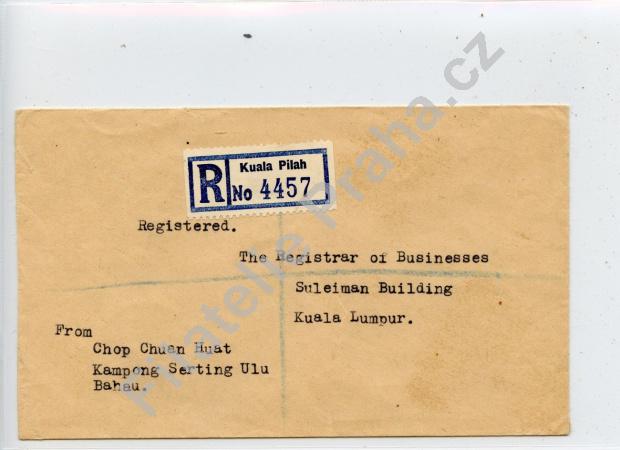 Kuala Pilah
R No 4457
Registered.
The Registrar of Businesses
Suleiman Building
Kuala Lumpur.
From
Chop Chuan Huat
Kampong Serting Ulu
Bahau.
Filatelie Praha.cz